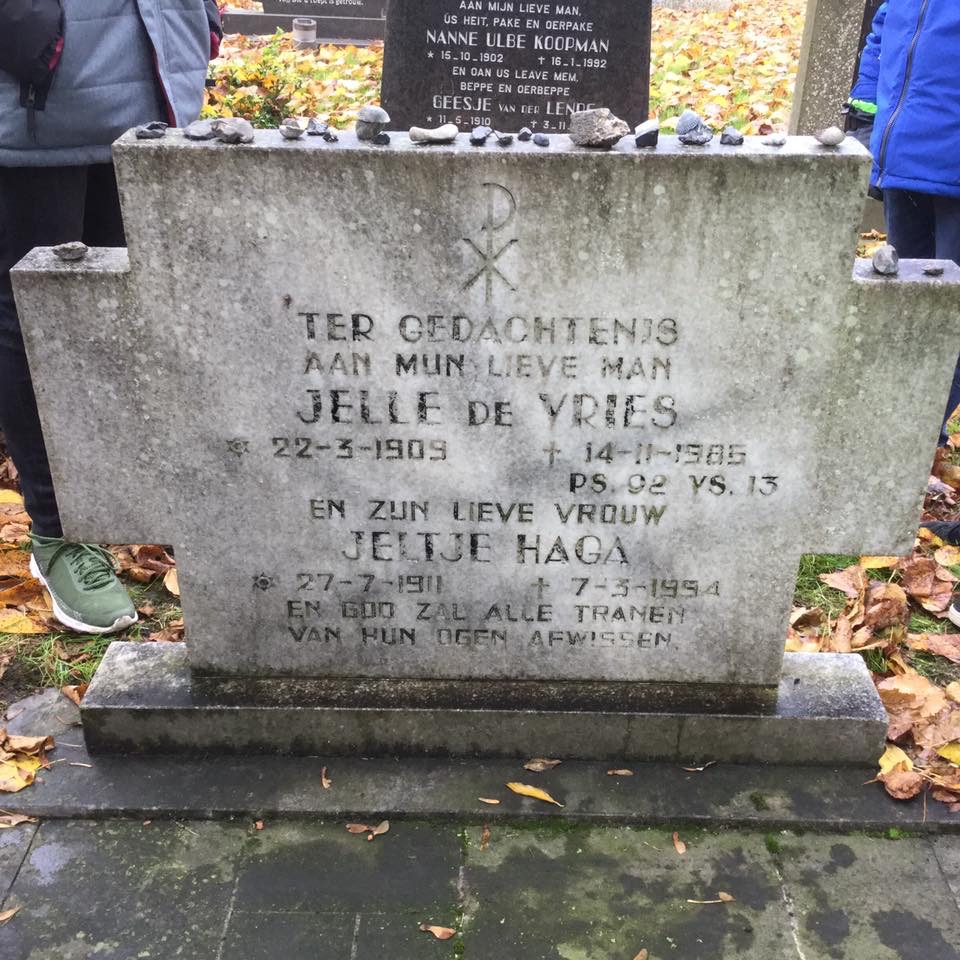 AAN MIJN LIEVE MAN,
ÚS HEIT, PAKE EN OERPAKE
NANNE ULBE KOOPMAN
* 15-10-1902 † 16-1-1992
EN OAN US LEAVE MEM,
BEPPE EN OERBEPPE
GEESJE VAN DER
* 11-5-1910 † 3-11
TER GEDACHTENIS
AAN MIJN LIEVE MAN
JELLE DE VRIES
22-3-1909 † 14-11-1985
PS. 92 VS. 13
EN ZIJN LIEVE VROUW
JELTJE HAGA
27-7-1911 † 7-3-1994
EN GOD ZAL ALLE TRANEN
VAN HUN OGEN AFWISSEN.